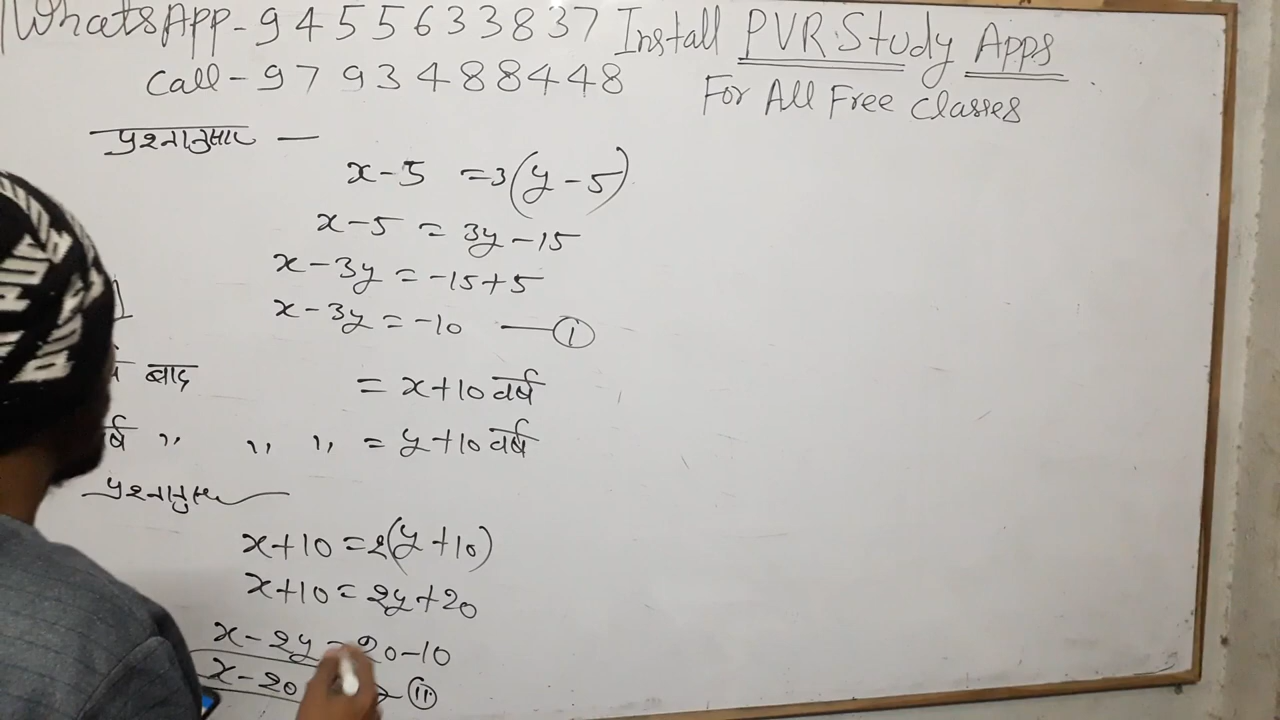 WhatsApp-9455633837 Install PVR Study Apps
Call-9793488448 For All Free Classes
प्रश्नानुसार —
x-5 =3(y-5)
x-5 = 3y-15
x-3y = -15+5
x-3y = -10 —①
बाद = x+10 वर्ष
र्ष ,, ,, ,, = y+10 वर्ष
प्रश्नानुसार
x+10 =2(y+10)
x+10 = 2y+20
x-2y = 20-10
x-20 ⑪